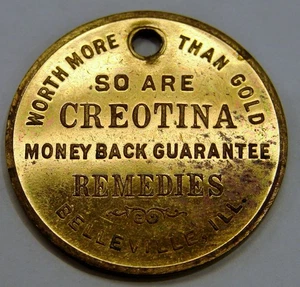 WORTH MORE THAN GOLD
SO ARE
CREOTINA
MONEY BACK GUARANTEE
REMEDIES
BELLEVILLE ILL.